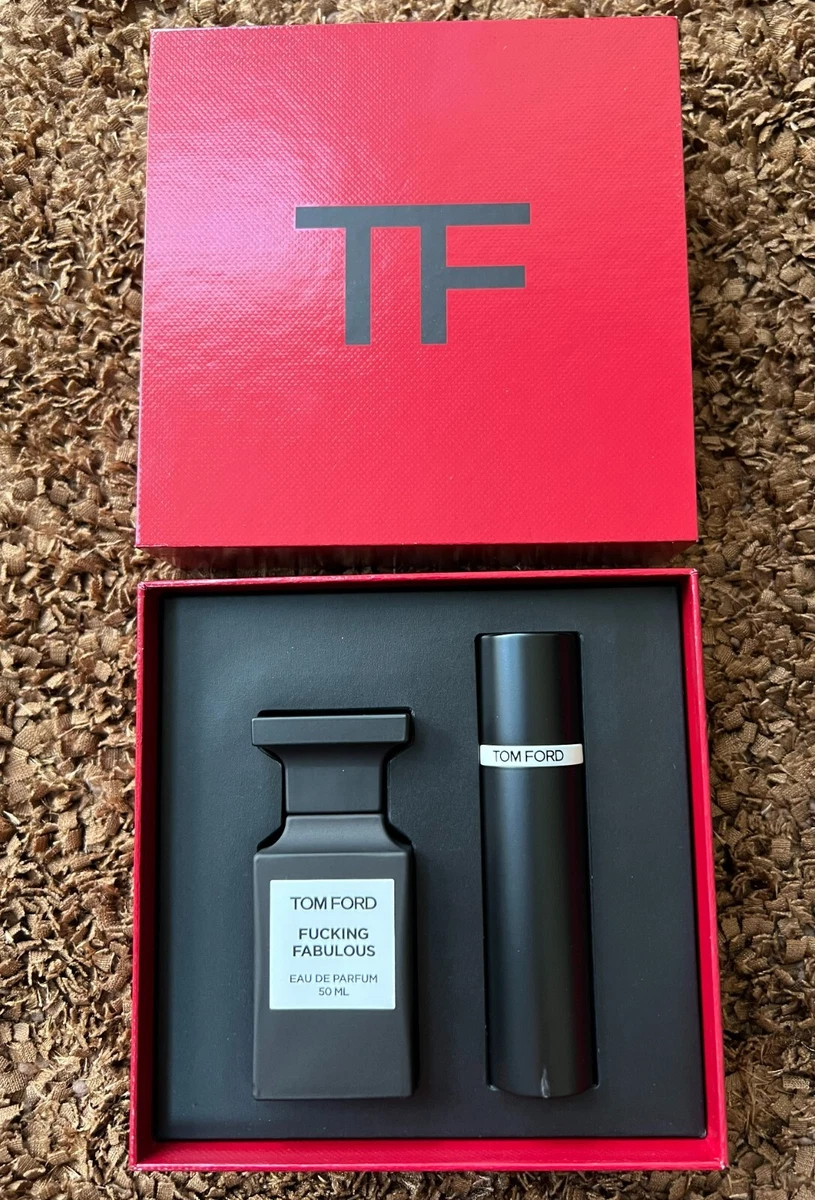 TF
TOM FORD
TOM FORD
FUCKING
FABULOUS
EAU DE PARFUM
50 ML